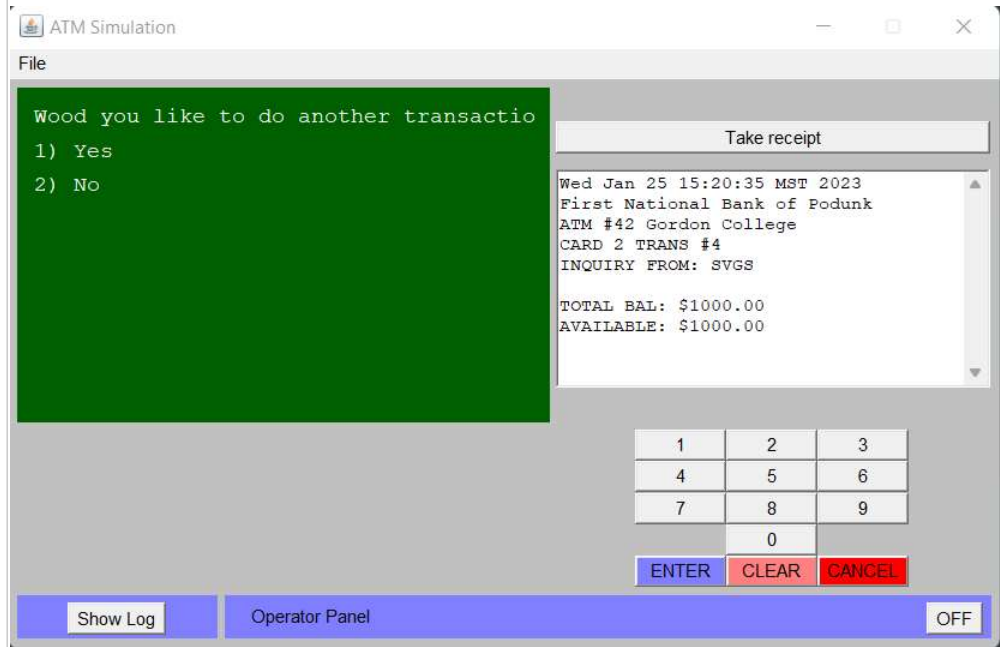 ATM Simulation
File
Wood you like to do another transactio
1) Yes
2) No
Take receipt
Wed Jan 25 15:20:35 MST 2023
First National Bank of Podunk
ATM #42 Gordon College
CARD 2 TRANS #4
INQUIRY FROM: SVGS
TOTAL BAL: $1000.00
AVAILABLE: $1000.00
1 2 3
4 5 6
7 8 9
0
ENTER CLEAR CANCEL
Show Log Operator Panel OFF